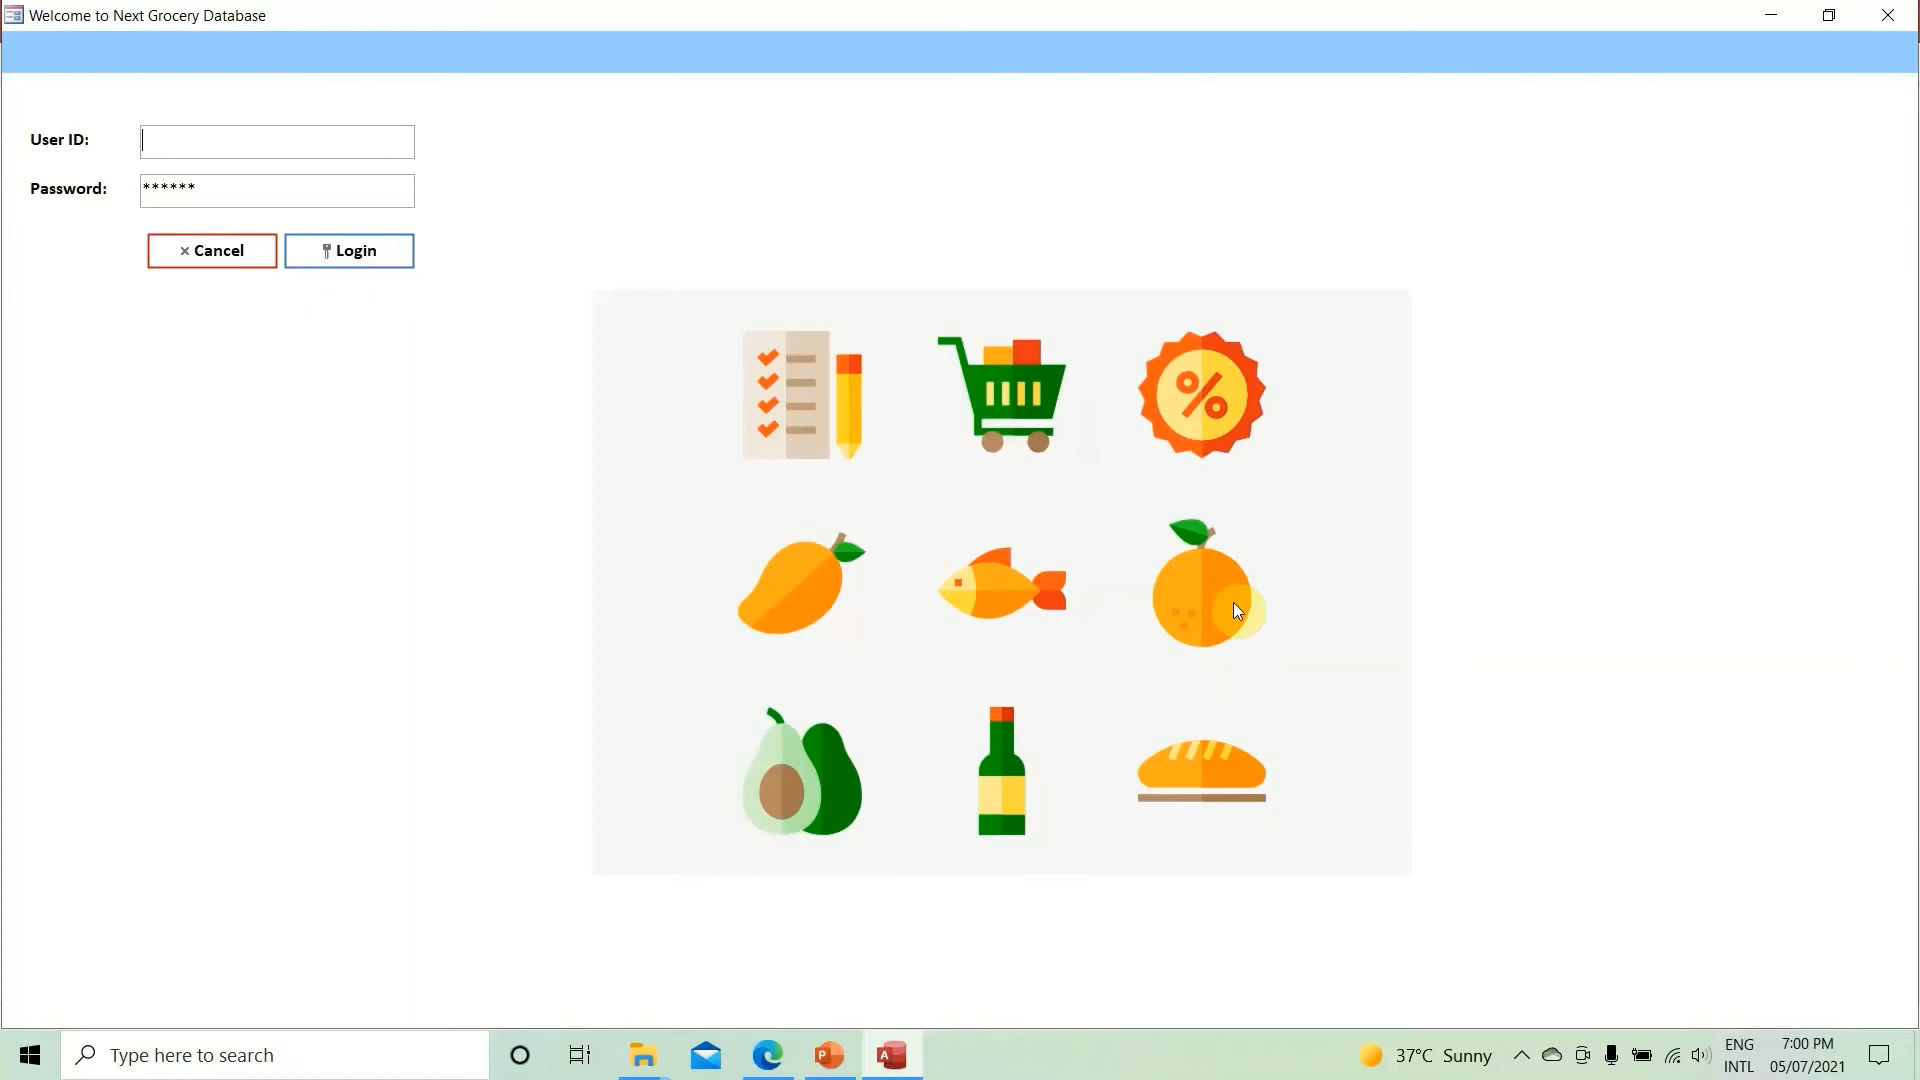 Welcome to Next Grocery Database
User ID:
Password: ******
× Cancel
Login
%
Type here to search
37°C Sunny
ENG
INTL
7:00 PM
05/07/2021